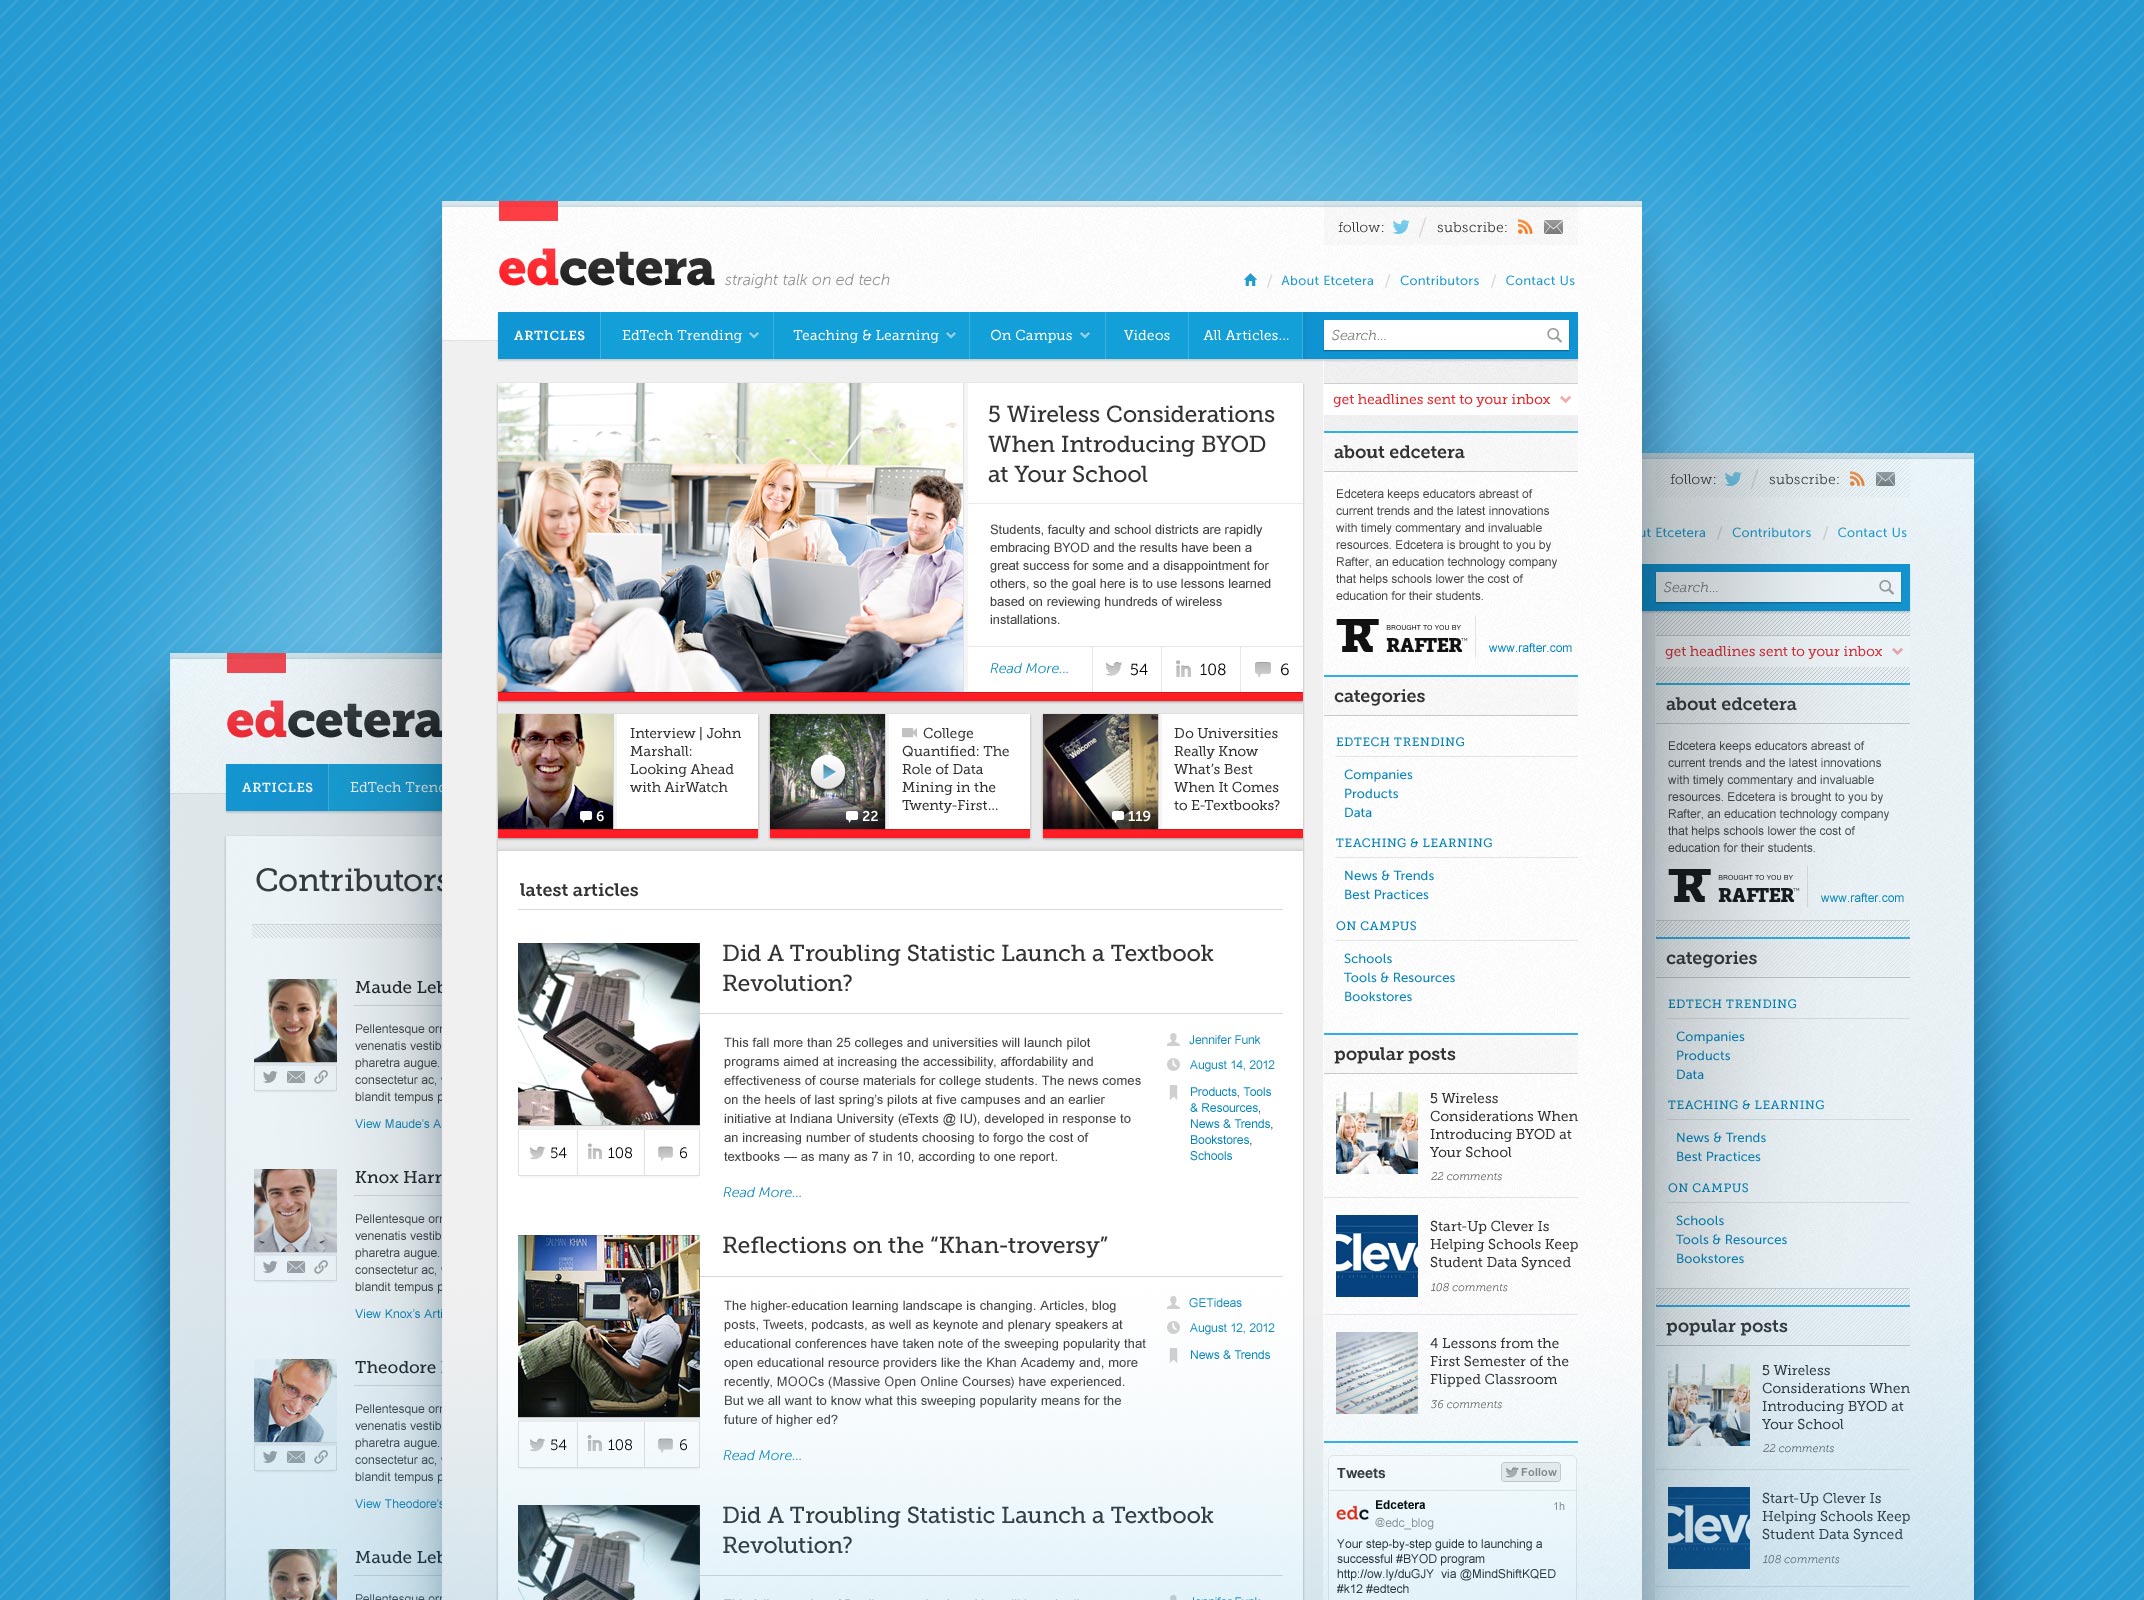 follow: / subscribe:
edcetera straight talk on ed tech
/ About Etcetera / Contributors / Contact Us
ARTICLES EdTech Trending Teaching & Learning On Campus Videos All Articles... Search...
5 Wireless Considerations
When Introducing BYOD
at Your School
Students, faculty and school districts are rapidly
embracing BYOD and the results have been a
great success for some and a disappointment for
others, so the goal here is to use lessons learned
based on reviewing hundreds of wireless
installations.
Read More... 54 108 6
Interview | John
Marshall:
Looking Ahead
with AirWatch
6
College
Quantified: The
Role of Data
Mining in the
Twenty-First...
22
Welcome
Do Universities
Really Know
What's Best
When It Comes
to E-Textbooks?
119
latest articles
Did A Troubling Statistic Launch a Textbook
Revolution?
This fall more than 25 colleges and universities will launch pilot
programs aimed at increasing the accessibility, affordability and
effectiveness of course materials for college students. The news comes
on the heels of last spring's pilots at five campuses and an earlier
initiative at Indiana University (eTexts @ IU), developed in response to
an increasing number of students choosing to forgo the cost of
textbooks — as many as 7 in 10, according to one report.
Read More...
Jennifer Funk
August 14, 2012
Products, Tools
& Resources,
News & Trends,
Bookstores,
Schools
54 108 6
SALMAN KHAN
Reflections on the “Khan-troversy”
The higher-education learning landscape is changing. Articles, blog
posts, Tweets, podcasts, as well as keynote and plenary speakers at
educational conferences have taken note of the sweeping popularity that
open educational resource providers like the Khan Academy and, more
recently, MOOCs (Massive Open Online Courses) have experienced.
But we all want to know what this sweeping popularity means for the
future of higher ed?
Read More...
GETideas
August 12, 2012
News & Trends
54 108 6
Did A Troubling Statistic Launch a Textbook
Revolution?
Jennifer Funk
get headlines sent to your inbox
about edcetera
Edcetera keeps educators abreast of
current trends and the latest innovations
with timely commentary and invaluable
resources. Edcetera is brought to you by
Rafter, an education technology company
that helps schools lower the cost of
education for their students.
R BROUGHT TO YOU BY
RAFTER™ www.rafter.com
categories
EDTECH TRENDING
Companies
Products
Data
TEACHING & LEARNING
News & Trends
Best Practices
ON CAMPUS
Schools
Tools & Resources
Bookstores
popular posts
5 Wireless
Considerations When
Introducing BYOD at
Your School
22 comments
Cleve
Start-Up Clever Is
Helping Schools Keep
Student Data Synced
108 comments
4 Lessons from the
First Semester of the
Flipped Classroom
36 comments
Tweets Follow
edc Edcetera 1h
@edc_blog
Your step-by-step guide to launching a
successful #BYOD program
http://ow.ly/duGJY via @MindShiftKQED
#k12 #edtech
edcetera
ARTICLES EdTech Trend
Contributors
Maude Leb
Pellentesque orn
venenatis vestib
pharetra augue.
consectetur ac,
blandit tempus p
View Maude's A
Knox Harr
Pellentesque orn
venenatis vestib
pharetra augue.
consectetur ac,
blandit tempus p
View Knox's Arti
Theodore
Pellentesque orn
venenatis vestib
pharetra augue.
consectetur ac,
blandit tempus p
View Theodore's
Maude Leb
Pellentesque orn
follow: / subscribe:
ut Etcetera / Contributors / Contact Us
Search...
get headlines sent to your inbox
about edcetera
Edcetera keeps educators abreast of
current trends and the latest innovations
with timely commentary and invaluable
resources. Edcetera is brought to you by
Rafter, an education technology company
that helps schools lower the cost of
education for their students.
R BROUGHT TO YOU BY
RAFTER™ www.rafter.com
categories
EDTECH TRENDING
Companies
Products
Data
TEACHING & LEARNING
News & Trends
Best Practices
ON CAMPUS
Schools
Tools & Resources
Bookstores
popular posts
5 Wireless
Considerations When
Introducing BYOD at
Your School
22 comments
Cleve
Start-Up Clever Is
Helping Schools Keep
Student Data Synced
108 comments